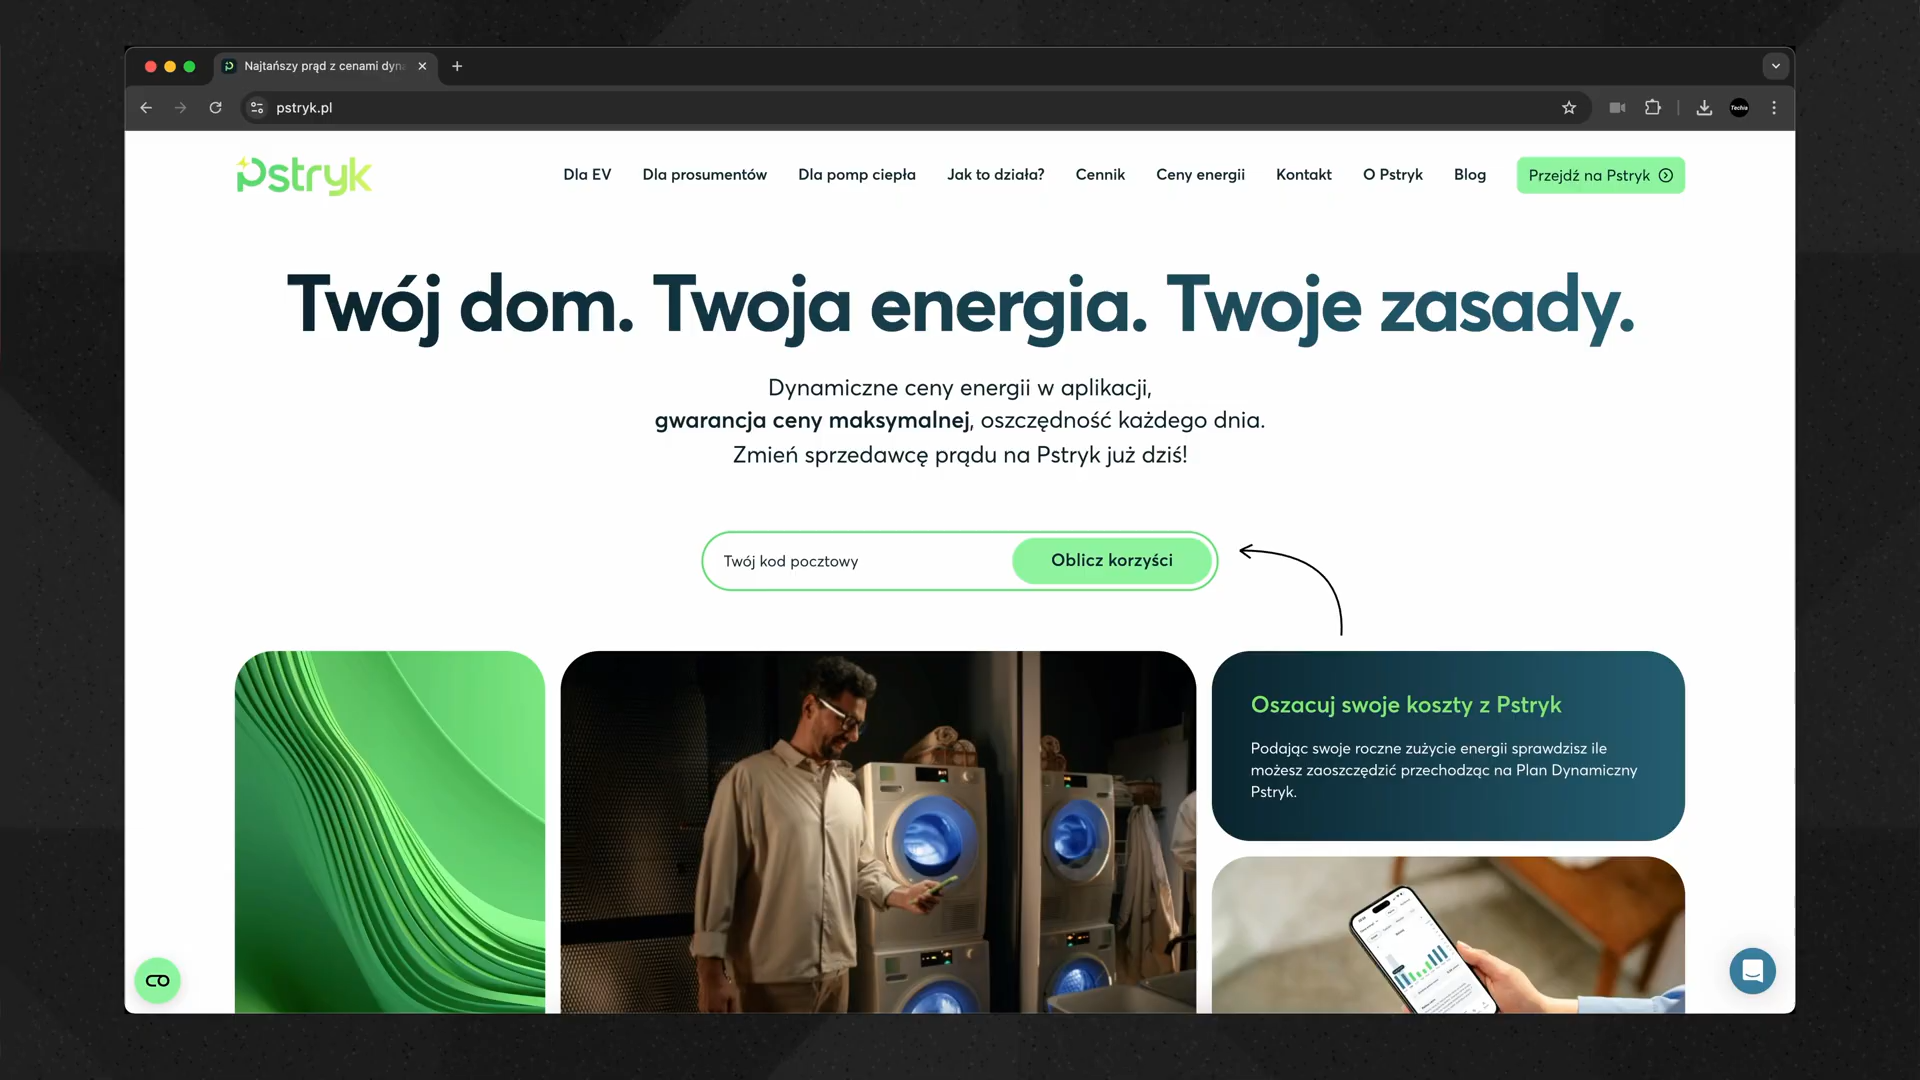 Najtańszy prąd z cenami dyn
pstryk.pl
Techie
Pstryk
Dla EV
Dla prosumentów
Dla pomp ciepła
Jak to działa?
Cennik
Ceny energii
Kontakt
O Pstryk
Blog
Przejdź na Pstryk
Twój dom. Twoja energia. Twoje zasady.
Dynamiczne ceny energii w aplikacji,
gwarancja ceny maksymalnej, oszczędność każdego dnia.
Zmień sprzedawcę prądu na Pstryk już dziś!
Twój kod pocztowy
Oblicz korzyści
Oszacuj swoje koszty z Pstryk
Podając swoje roczne zużycie energii sprawdzisz ile
możesz zaoszczędzić przechodząc na Plan Dynamiczny
Pstryk.